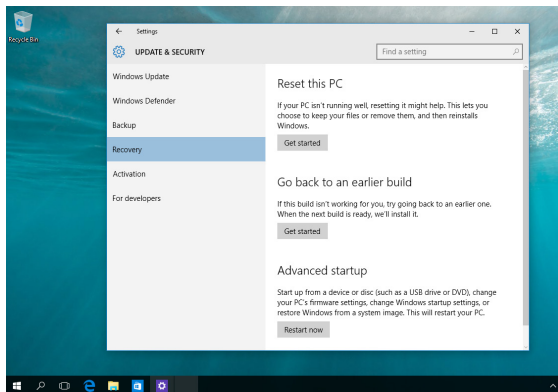 Recycle Bin
Settings
UPDATE & SECURITY
Find a setting
Windows Update
Windows Defender
Backup
Recovery
Activation
For developers
Reset this PC
If your PC isn't running well, resetting it might help. This lets you
choose to keep your files or remove them, and then reinstalls
Windows.
Get started
Go back to an earlier build
If this build isn't working for you, try going back to an earlier one.
When the next build is ready, we'll install it.
Get started
Advanced startup
Start up from a device or disc (such as a USB drive or DVD), change
your PC's firmware settings, change Windows startup settings, or
restore Windows from a system image. This will restart your PC.
Restart now